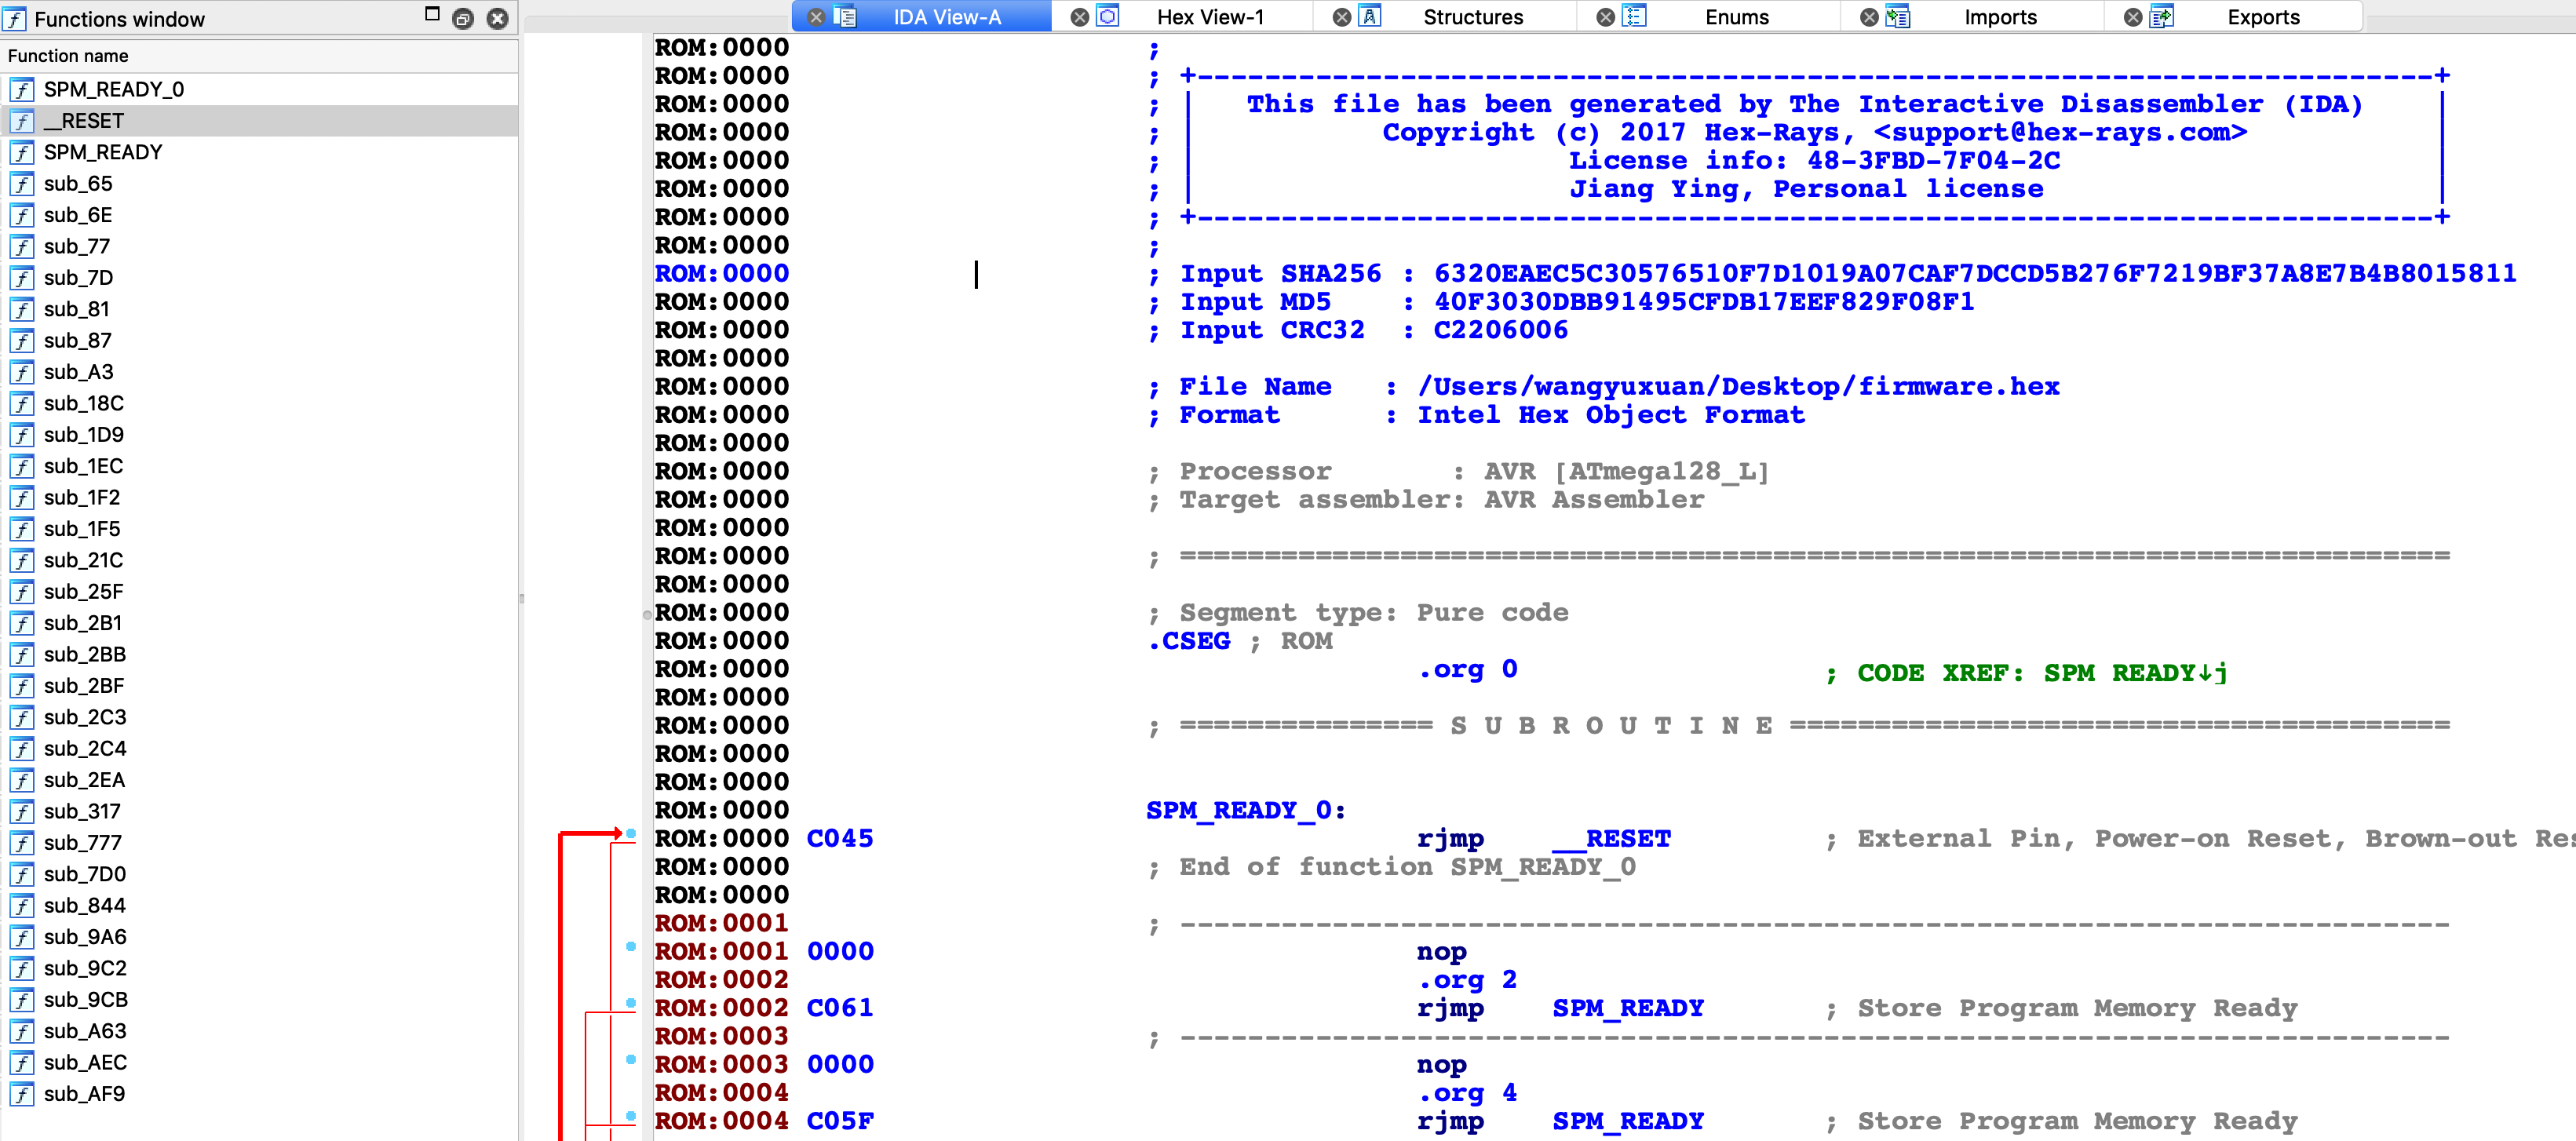 Functions window
Function name
SPM_READY_0
__RESET
SPM_READY
sub_65
sub_6E
sub_77
sub_7D
sub_81
sub_87
sub_A3
sub_18C
sub_1D9
sub_1EC
sub_1F2
sub_1F5
sub_21C
sub_25F
sub_2B1
sub_2BB
sub_2BF
sub_2C3
sub_2C4
sub_2EA
sub_317
sub_777
sub_7D0
sub_844
sub_9A6
sub_9C2
sub_9CB
sub_A63
sub_AEC
sub_AF9
IDA View-A Hex View-1 Structures Enums Imports Exports
ROM:0000 ;
ROM:0000 ; +-------------------------------------------------------------------------+
ROM:0000 ; | This file has been generated by The Interactive Disassembler (IDA) |
ROM:0000 ; | Copyright (c) 2017 Hex-Rays, <support@hex-rays.com> |
ROM:0000 ; | License info: 48-3FBD-7F04-2C |
ROM:0000 ; | Jiang Ying, Personal license |
ROM:0000 ; +-------------------------------------------------------------------------+
ROM:0000 ;
ROM:0000 ; Input SHA256 : 6320EAEC5C30576510F7D1019A07CAF7DCCD5B276F7219BF37A8E7B4B8015811
ROM:0000 ; Input MD5 : 40F3030DBB91495CFDB17EEF829F08F1
ROM:0000 ; Input CRC32 : C2206006
ROM:0000
ROM:0000 ; File Name : /Users/wangyuxuan/Desktop/firmware.hex
ROM:0000 ; Format : Intel Hex Object Format
ROM:0000
ROM:0000 ; Processor : AVR [ATmega128_L]
ROM:0000 ; Target assembler: AVR Assembler
ROM:0000
ROM:0000 ; ===========================================================================
ROM:0000
ROM:0000 ; Segment type: Pure code
ROM:0000 .CSEG ; ROM
ROM:0000 .org 0 ; CODE XREF: SPM READY↓j
ROM:0000
ROM:0000 ; =============== S U B R O U T I N E =======================================
ROM:0000
ROM:0000
ROM:0000 SPM_READY_0:
ROM:0000 C045 rjmp __RESET ; External Pin, Power-on Reset, Brown-out
ROM:0000 ; End of function SPM_READY_0
ROM:0000
ROM:0001 ; ---------------------------------------------------------------------------
ROM:0001 0000 nop
ROM:0002 .org 2
ROM:0002 C061 rjmp SPM_READY ; Store Program Memory Ready
ROM:0003 ; ---------------------------------------------------------------------------
ROM:0003 0000 nop
ROM:0004 .org 4
ROM:0004 C05F rjmp SPM_READY ; Store Program Memory Ready